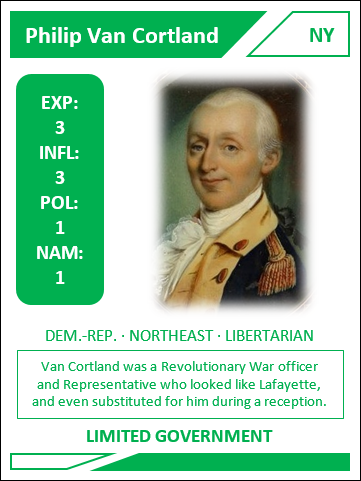 Philip Van Cortland
NY
EXP:
3
INFL:
3
POL:
1
NAM:
1
DEM.-REP. · NORTHEAST · LIBERTARIAN
Van Cortland was a Revolutionary War officer
and Representative who looked like Lafayette,
and even substituted for him during a reception.
LIMITED GOVERNMENT